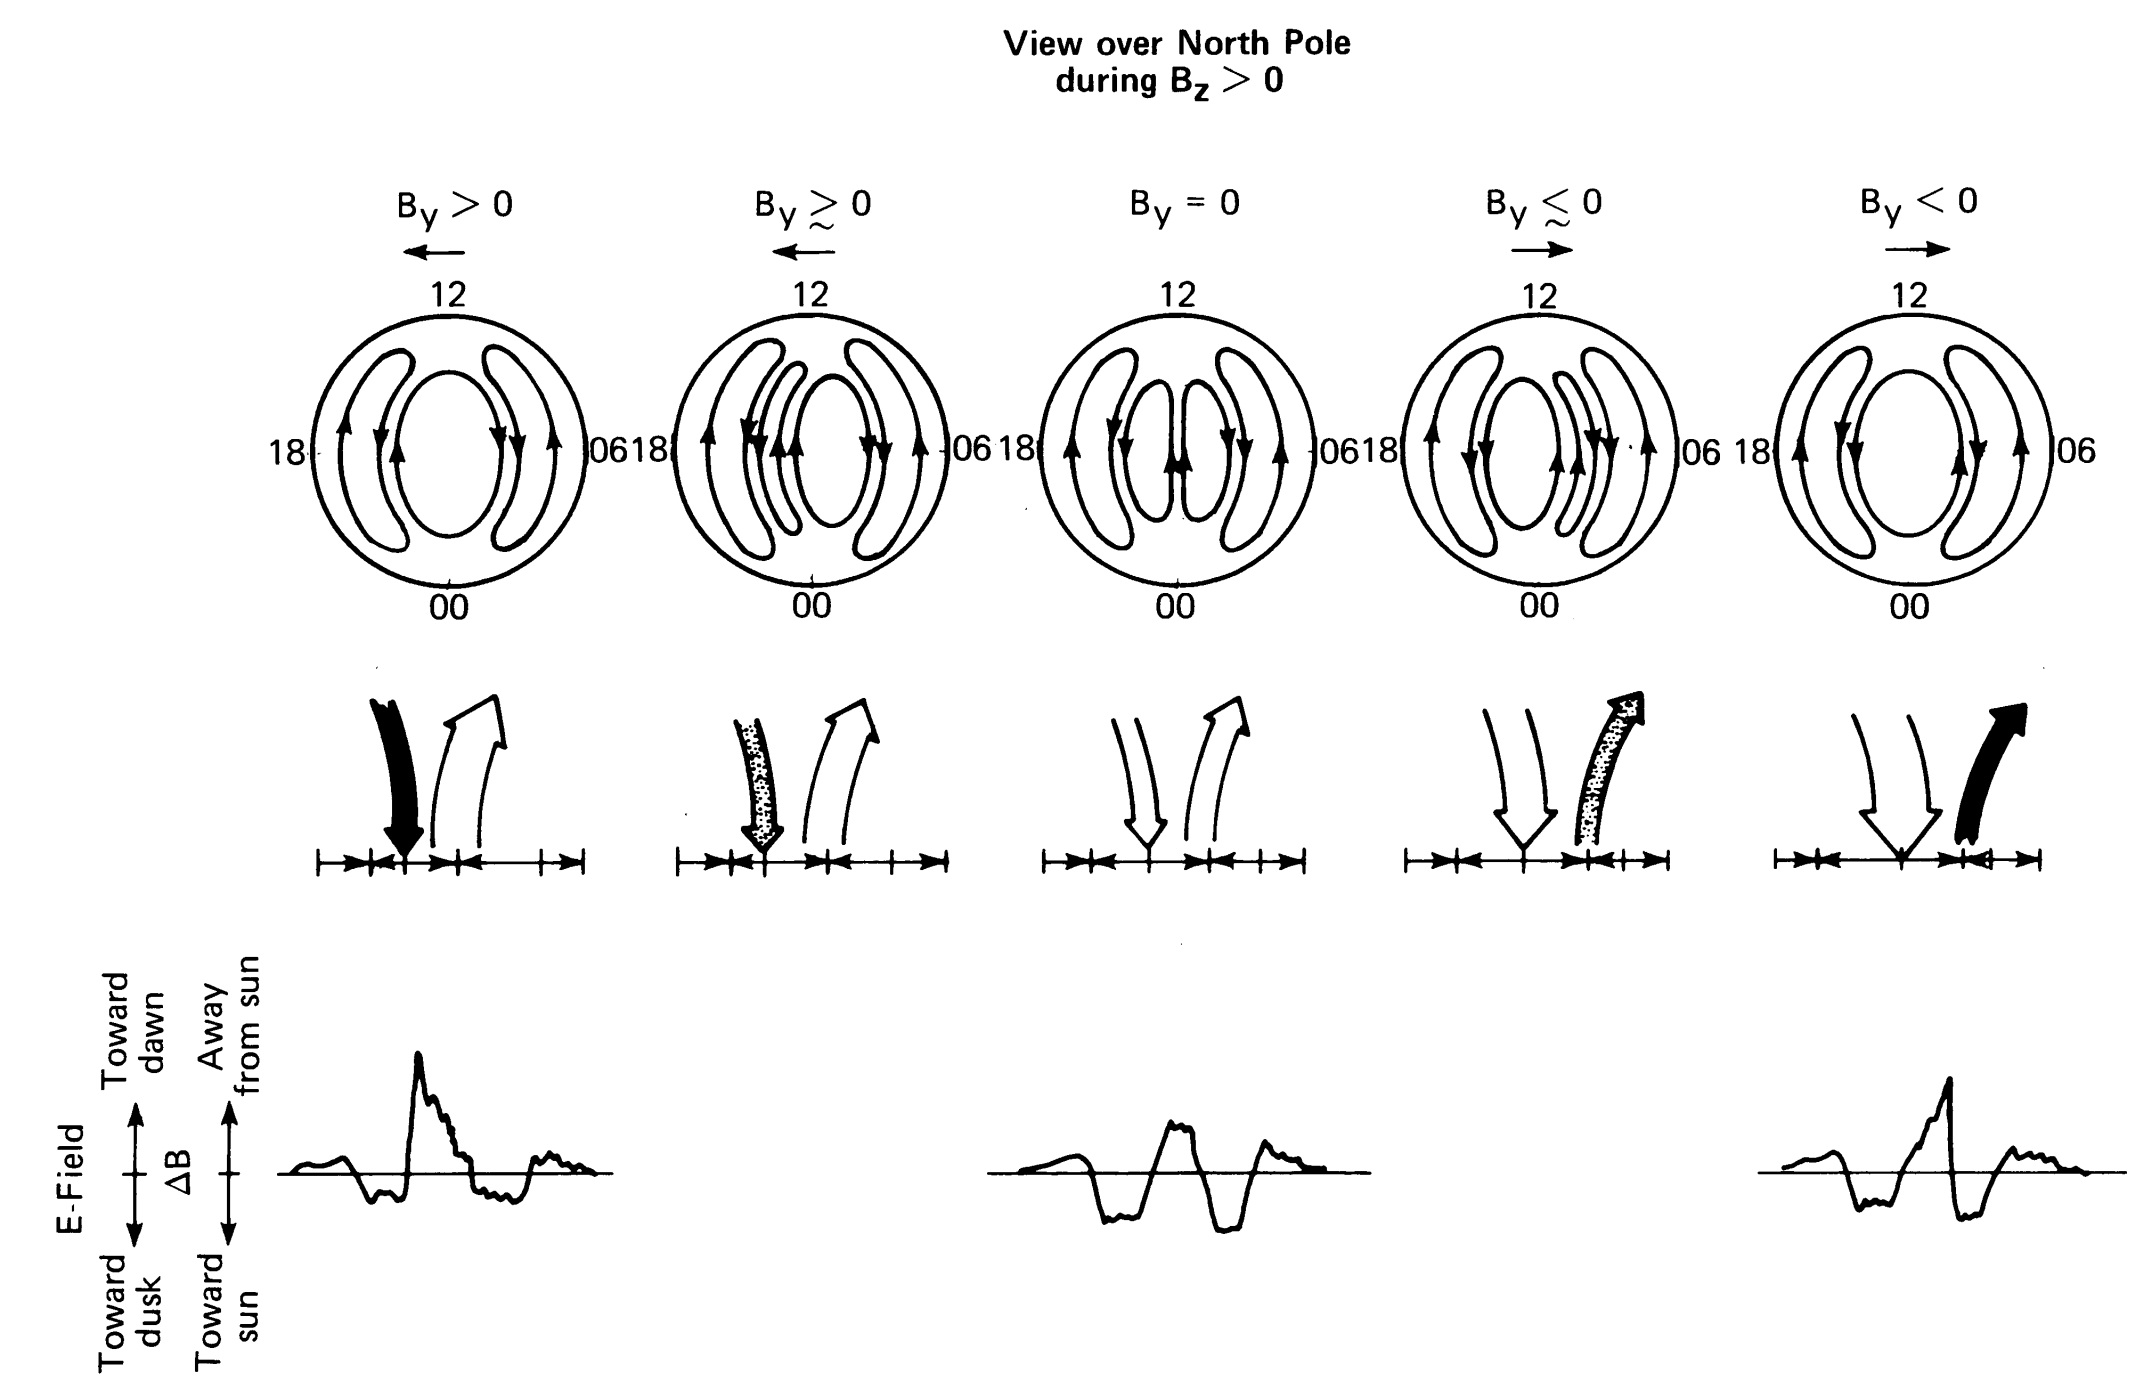 View over North Pole
during Bz > 0
By > 0
By ≳ 0
By = 0
By ≲ 0
By < 0
12
12
12
12
12
18
06
18
06
18
06
18
06
18
06
00
00
00
00
00
E-Field
Toward
dawn
Toward
dusk
ΔB
Away
from sun
Toward
sun